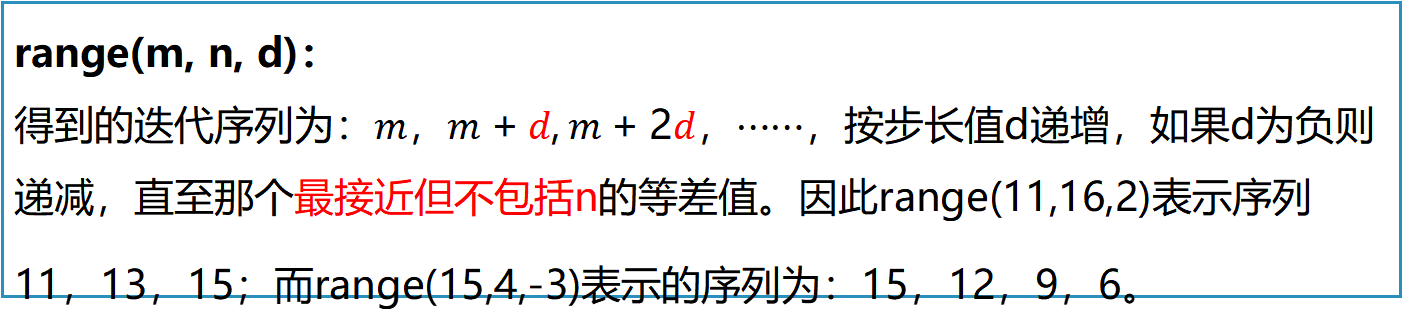 range(m, n, d)：
得到的迭代序列为：𝑚，𝑚 + 𝑑, 𝑚 + 2𝑑，……，按步长值d递增，如果d为负则
递减，直至那个最接近但不包括n的等差值。因此range(11,16,2)表示序列
11，13，15；而range(15,4,-3)表示的序列为：15，12，9，6。